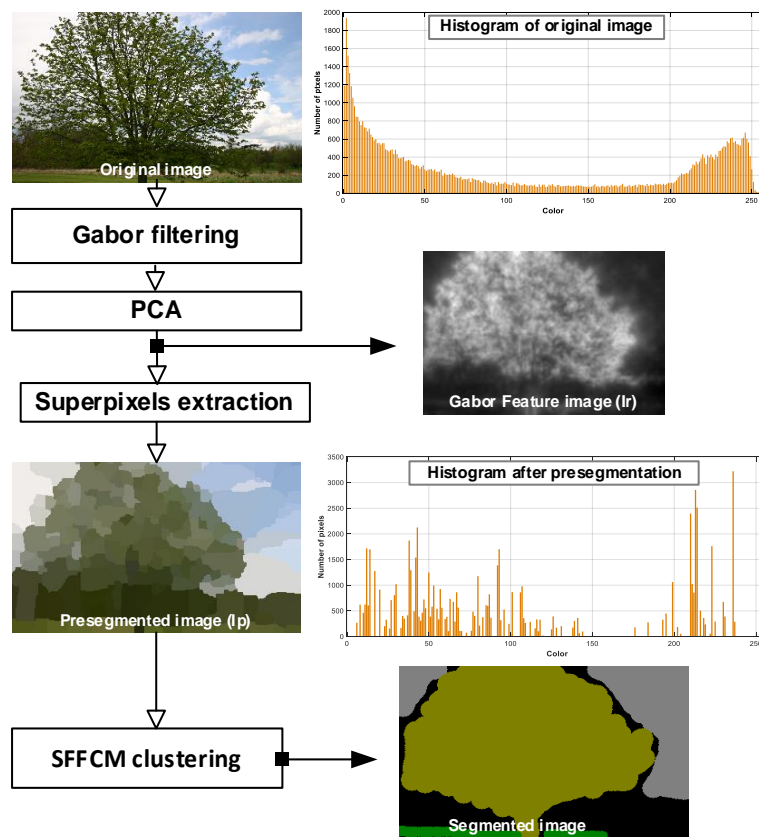 Original image
Histogram of original image
Number of pixels
2000
1800
1600
1400
1200
1000
800
600
400
200
0
0 50 100 150 200 250
Color
Gabor filtering
PCA
Gabor Feature image (Ir)
Superpixels extraction
Presegmented image (Ip)
Histogram after presegmentation
Number of pixels
3500
3000
2500
2000
1500
1000
500
0
0 50 100 150 200 250
Color
SFFCM clustering
Segmented image